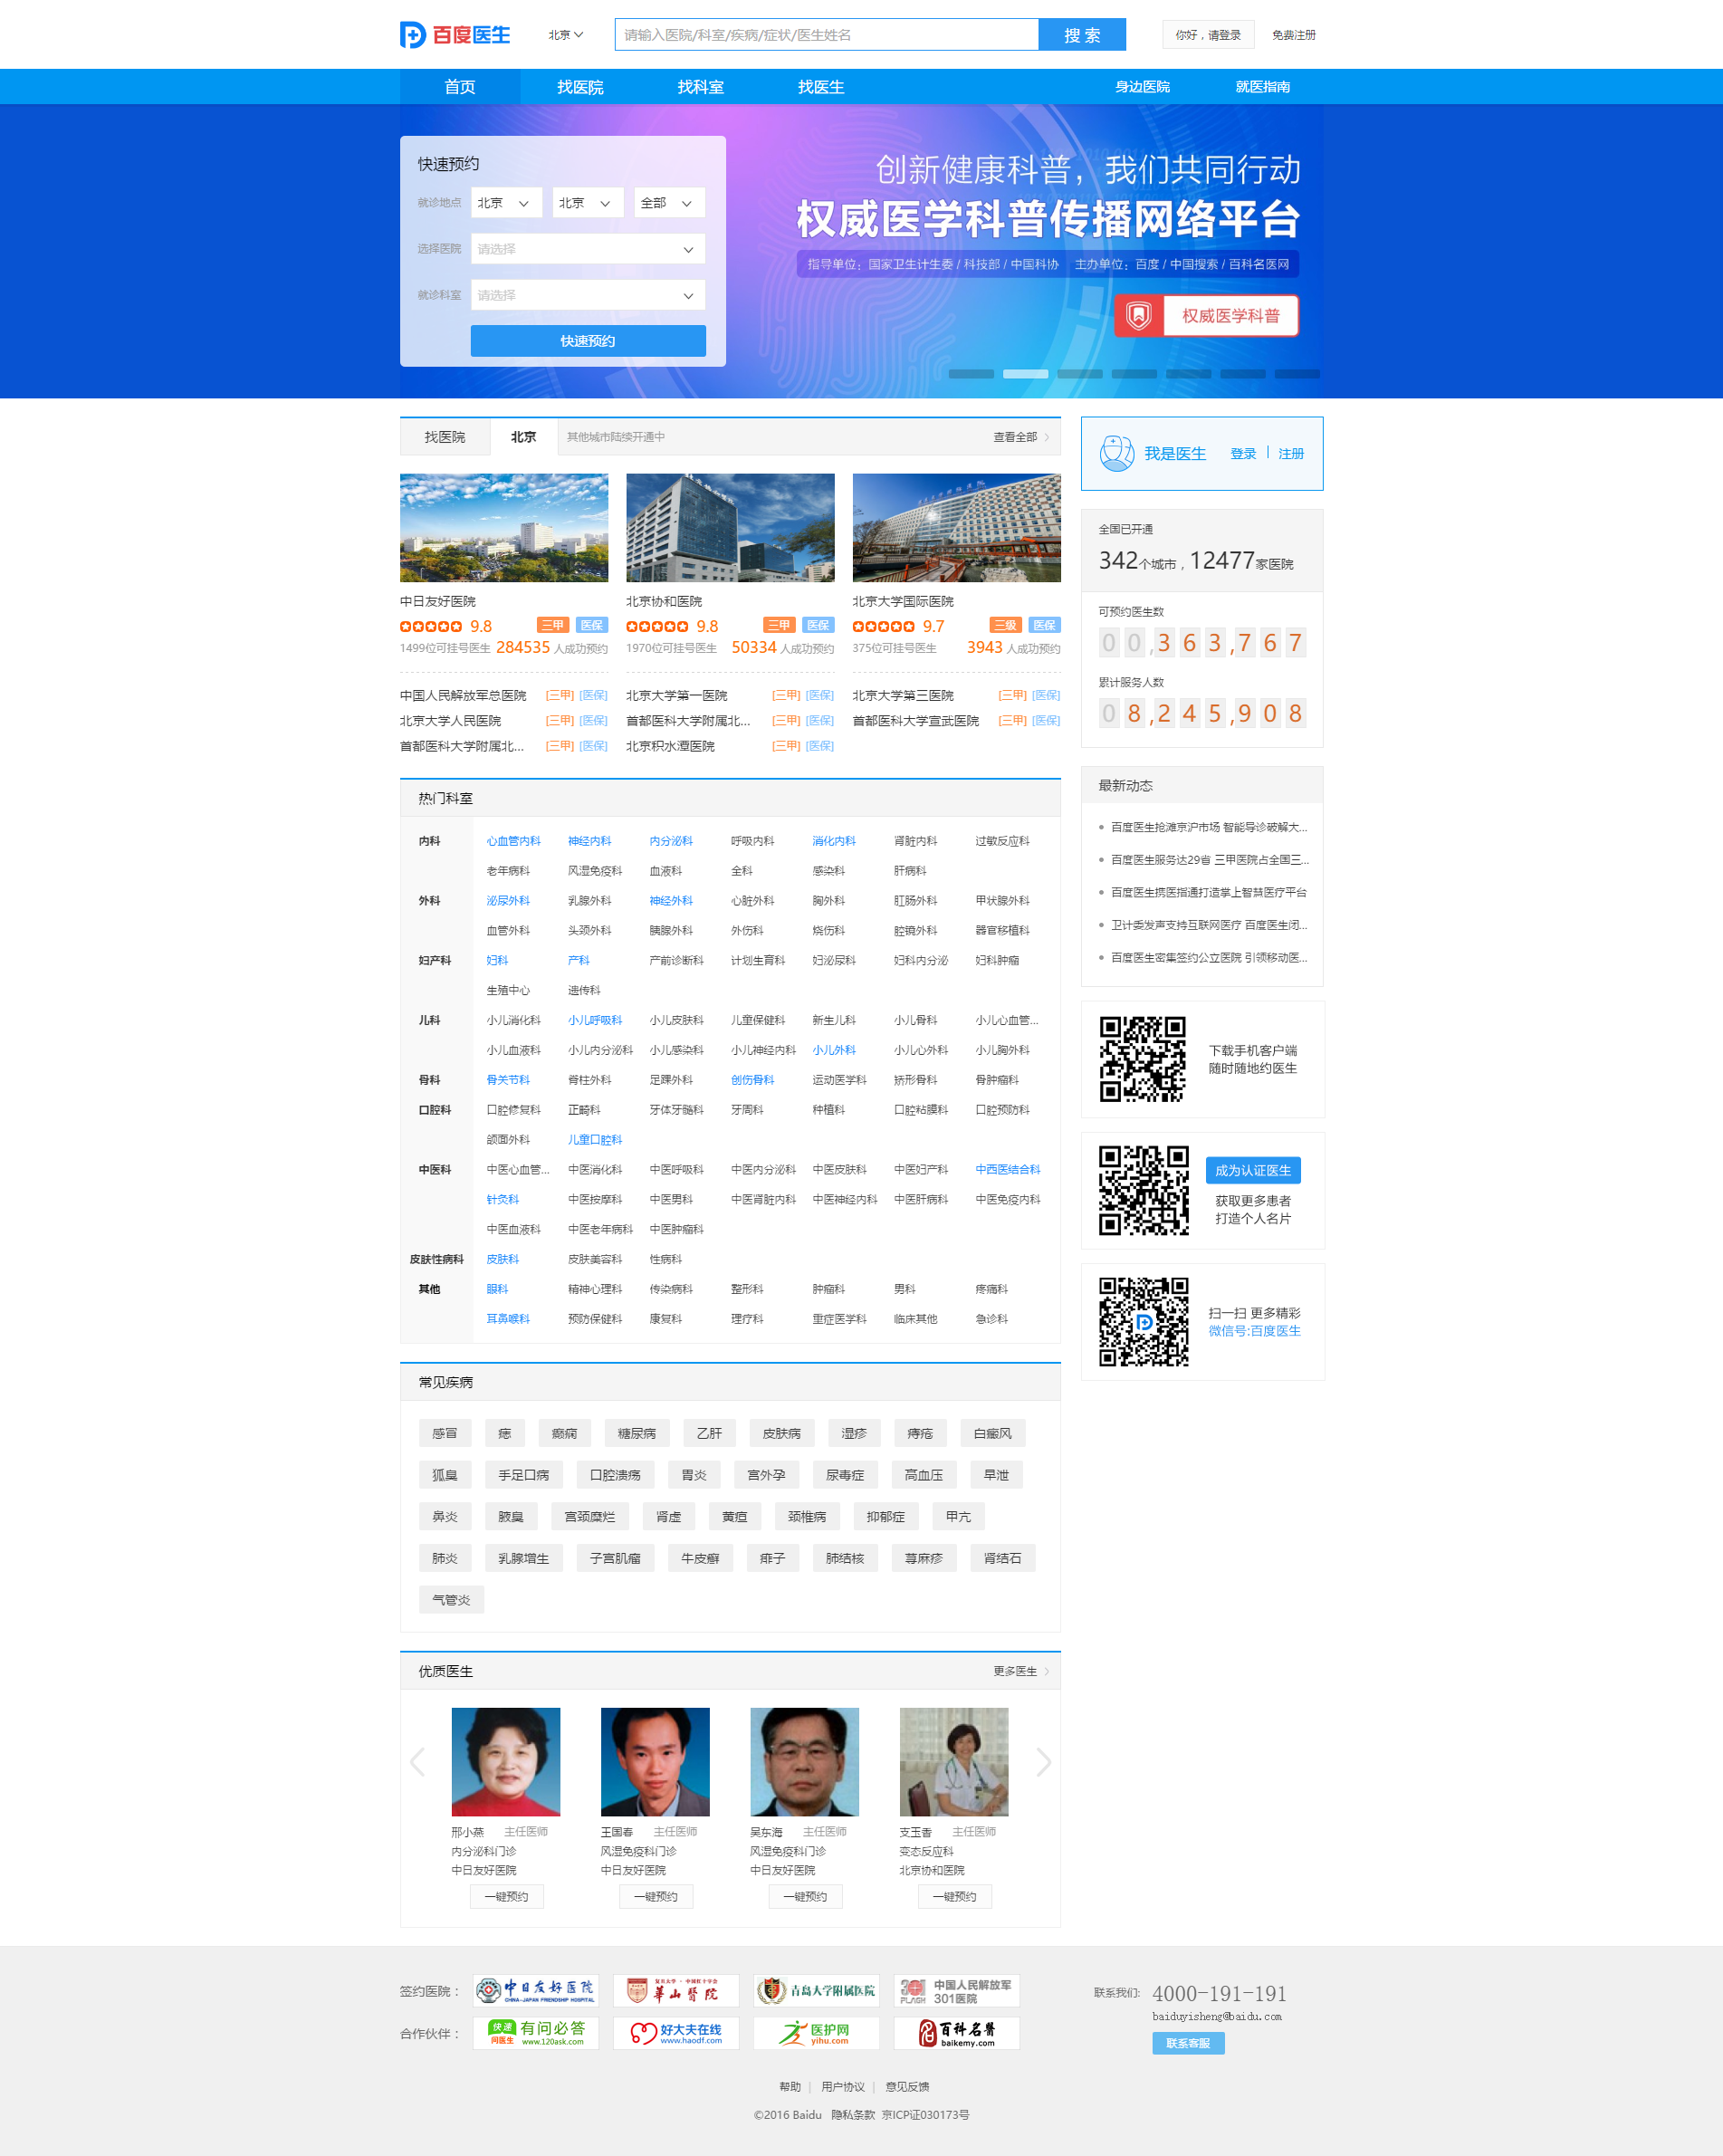 百度医生
北京
请输入医院/科室/疾病/症状/医生姓名
搜 索
你好，请登录
免费注册
首页 找医院 找科室 找医生 身边医院 就医指南
快速预约
就诊地点 北京 北京 全部
选择医院 请选择
就诊科室 请选择
快速预约
创新健康科普，我们共同行动
权威医学科普传播网络平台
指导单位：国家卫生计生委 / 科技部 / 中国科协 主办单位：百度 / 中国搜索 / 百科名医网
权威医学科普
找医院 北京 其他城市陆续开通中 查看全部
中日友好医院
9.8 三甲 医保
1499位可挂号医生 284535 人成功预约
北京协和医院
9.8 三甲 医保
1970位可挂号医生 50334 人成功预约
北京大学国际医院
9.7 三级 医保
375位可挂号医生 3943 人成功预约
中国人民解放军总医院 [三甲] [医保] 北京大学第一医院 [三甲] [医保] 北京大学第三医院 [三甲] [医保]
北京大学人民医院 [三甲] [医保] 首都医科大学附属北... [三甲] [医保] 首都医科大学宣武医院 [三甲] [医保]
首都医科大学附属北... [三甲] [医保] 北京积水潭医院 [三甲] [医保]
热门科室
内科 心血管内科 神经内科 内分泌科 呼吸内科 消化内科 肾脏内科 过敏反应科
老年病科 风湿免疫科 血液科 全科 感染科 肝病科
外科 泌尿外科 乳腺外科 神经外科 心脏外科 胸外科 肛肠外科 甲状腺外科
血管外科 头颈外科 胰腺外科 外伤科 烧伤科 腔镜外科 器官移植科
妇产科 妇科 产科 产前诊断科 计划生育科 妇泌尿科 妇科内分泌 妇科肿瘤
生殖中心 遗传科
儿科 小儿消化科 小儿呼吸科 小儿皮肤科 儿童保健科 新生儿科 小儿骨科 小儿心血管...
小儿血液科 小儿内分泌科 小儿感染科 小儿神经内科 小儿外科 小儿心外科 小儿胸外科
骨科 骨关节科 脊柱外科 足踝外科 创伤骨科 运动医学科 矫形骨科 骨肿瘤科
口腔科 口腔修复科 正畸科 牙体牙髓科 牙周科 种植科 口腔粘膜科 口腔预防科
颌面外科 儿童口腔科
中医科 中医心血管... 中医消化科 中医呼吸科 中医内分泌科 中医皮肤科 中医妇产科 中西医结合科
针灸科 中医按摩科 中医男科 中医肾脏内科 中医神经内科 中医肝病科 中医免疫内科
中医血液科 中医老年病科 中医肿瘤科
皮肤性病科 皮肤科 皮肤美容科 性病科
其他 眼科 精神心理科 传染病科 整形科 肿瘤科 男科 疼痛科
耳鼻喉科 预防保健科 康复科 理疗科 重症医学科 临床其他 急诊科
常见疾病
感冒 痣 癫痫 糖尿病 乙肝 皮肤病 湿疹 痔疮 白癜风
狐臭 手足口病 口腔溃疡 胃炎 宫外孕 尿毒症 高血压 早泄
鼻炎 腋臭 宫颈糜烂 肾虚 黄疸 颈椎病 抑郁症 甲亢
肺炎 乳腺增生 子宫肌瘤 牛皮癣 痱子 肺结核 荨麻疹 肾结石
气管炎
优质医生 更多医生
邢小燕 主任医师
内分泌科门诊
中日友好医院
一键预约
王国春 主任医师
风湿免疫科门诊
中日友好医院
一键预约
吴东海 主任医师
风湿免疫科门诊
中日友好医院
一键预约
支玉香 主任医师
变态反应科
北京协和医院
一键预约
我是医生 登录 注册
全国已开通
342个城市，12477家医院
可预约医生数
00,363,767
累计服务人数
08,245,908
最新动态
百度医生抢滩京沪市场 智能导诊破解大...
百度医生服务达29省 三甲医院占全国三...
百度医生携医指通打造掌上智慧医疗平台
卫计委发声支持互联网医疗 百度医生闭...
百度医生密集签约公立医院 引领移动医...
下载手机客户端
随时随地约医生
成为认证医生
获取更多患者
打造个人名片
扫一扫 更多精彩
微信号:百度医生
签约医院：
中日友好医院
CHINA-JAPAN FRIENDSHIP HOSPITAL
复旦大学·中国红十字会
华山醫院
青岛大学附属医院
301
PLAGH
中国人民解放军
301医院
合作伙伴：
快速
问医生
有问必答
www.120ask.com
好大夫在线
www.haodf.com
医护网
yihu.com
百科名醫
baikemy.com
联系我们: 4000-191-191
baiduyisheng@baidu.com
联系客服
帮助 | 用户协议 | 意见反馈
©2016 Baidu 隐私条款 京ICP证030173号